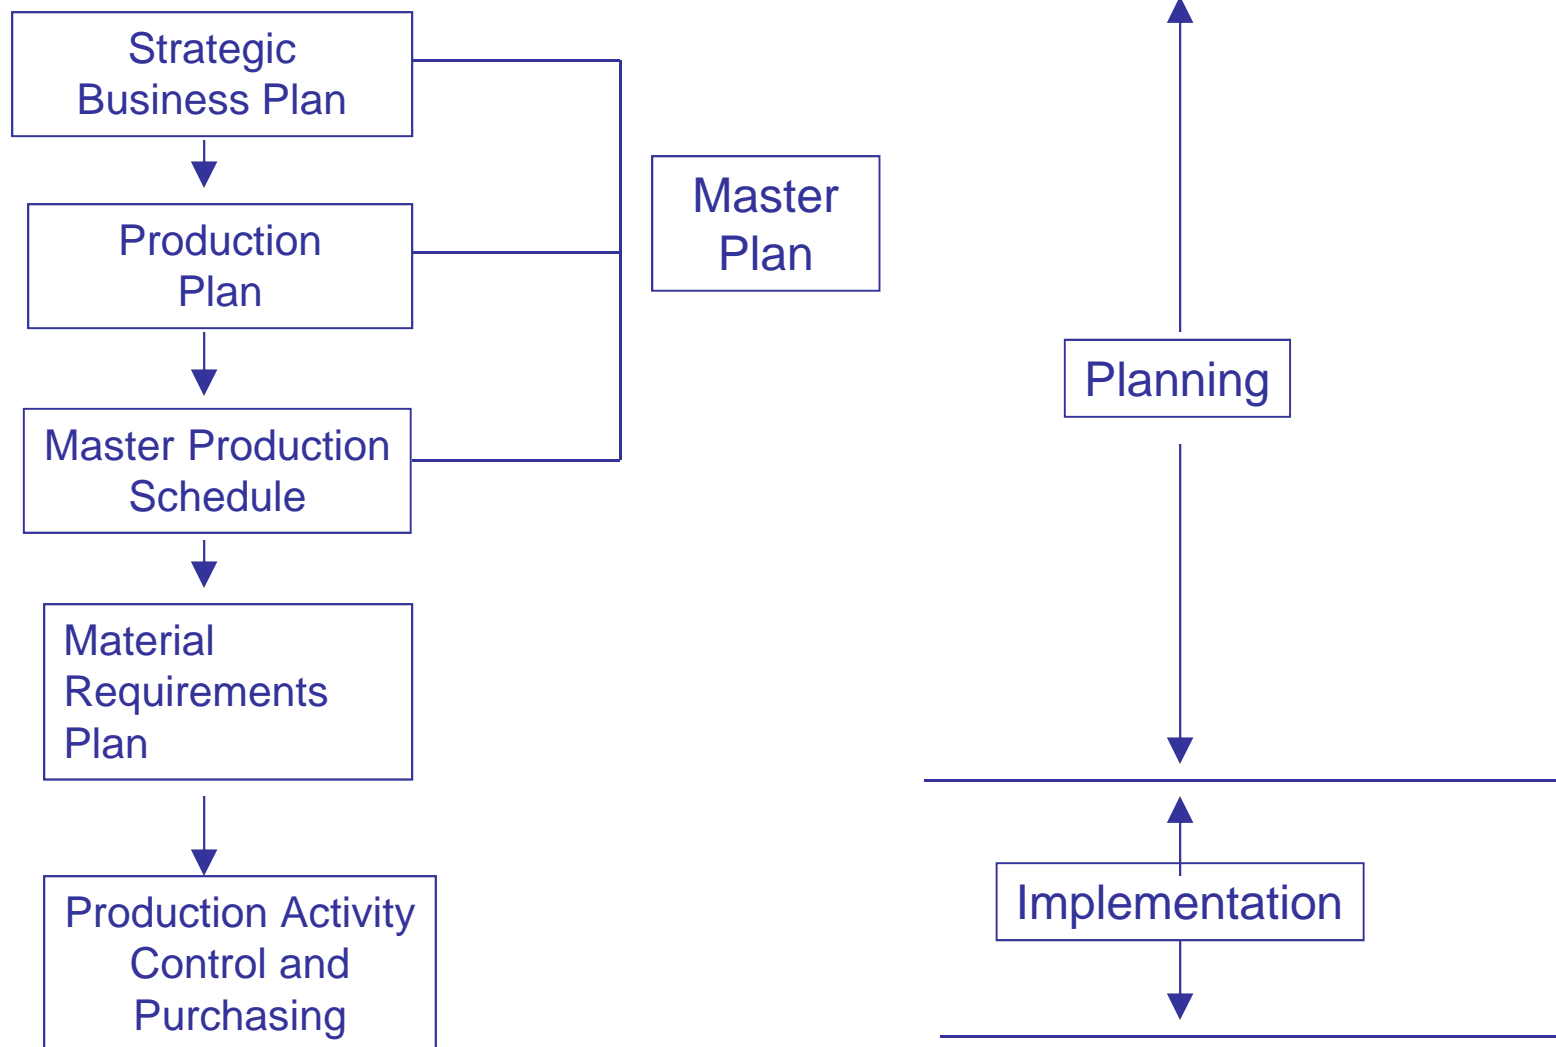 Strategic
Business Plan
Production
Plan
Master Production
Schedule
Material
Requirements
Plan
Production Activity
Control and
Purchasing
Master
Plan
Planning
Implementation